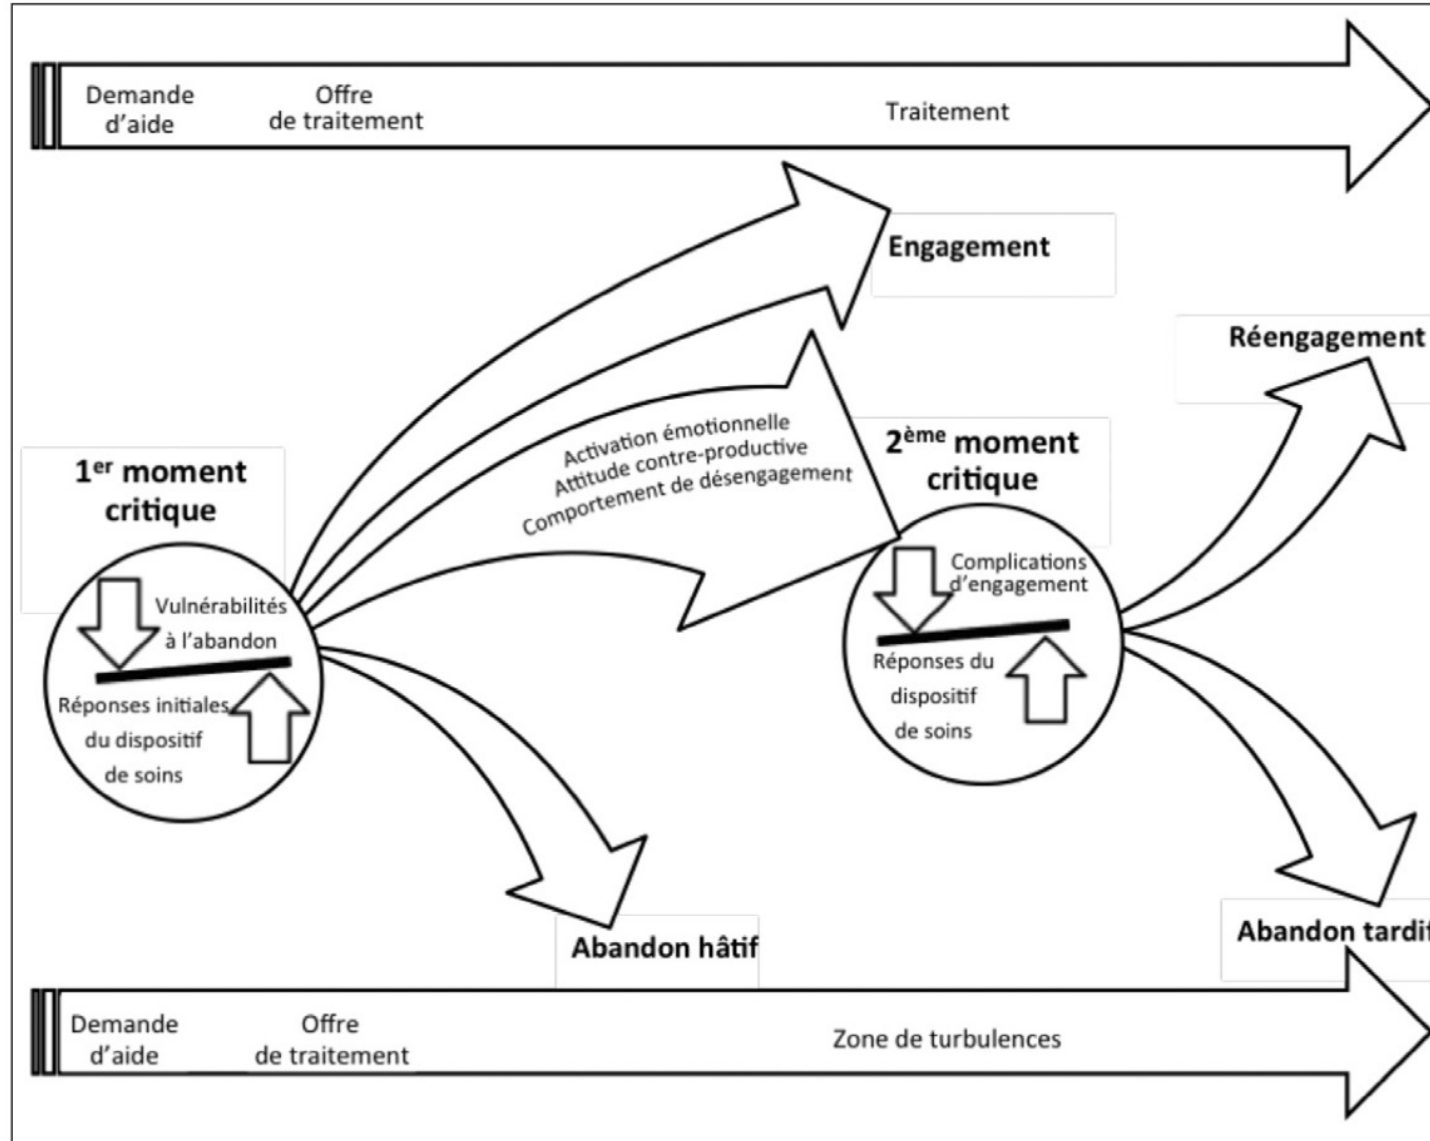 Demande
d'aide
Offre
de traitement
Traitement
Engagement
Réengagement
Activation émotionnelle
Attitude contre-productive
Comportement de désengagement
2ème moment
critique
1er moment
critique
Complications
d'engagement
Vulnérabilités
à l'abandon
Réponses du
dispositif
de soins
Réponses initiales
du dispositif
de soins
Abandon hâtif
Abandon tardif
Demande
d'aide
Offre
de traitement
Zone de turbulences